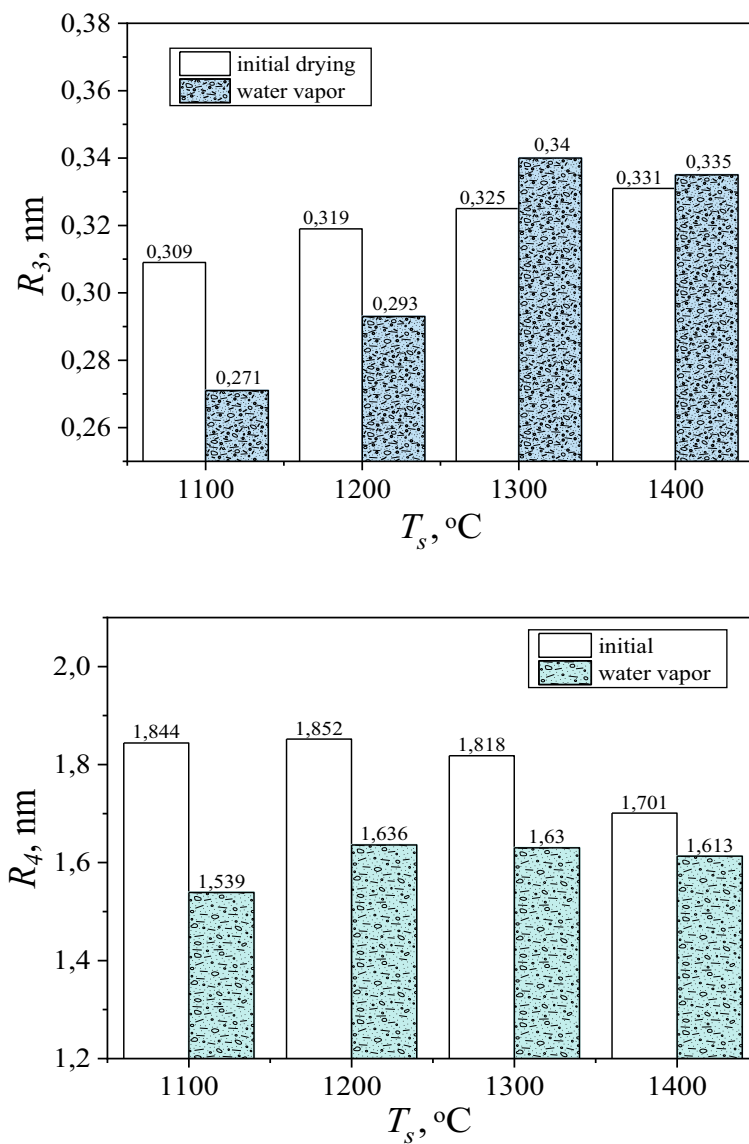 0,38
0,36
0,34
0,32
0,30
0,28
0,26
R3, nm
initial drying
water vapor
0,309
0,271
0,319
0,293
0,325
0,34
0,331
0,335
1100 1200 1300 1400
Ts, oC
2,0
1,8
1,6
1,4
1,2
R4, nm
initial
water vapor
1,844
1,539
1,852
1,636
1,818
1,63
1,701
1,613
1100 1200 1300 1400
Ts, oC